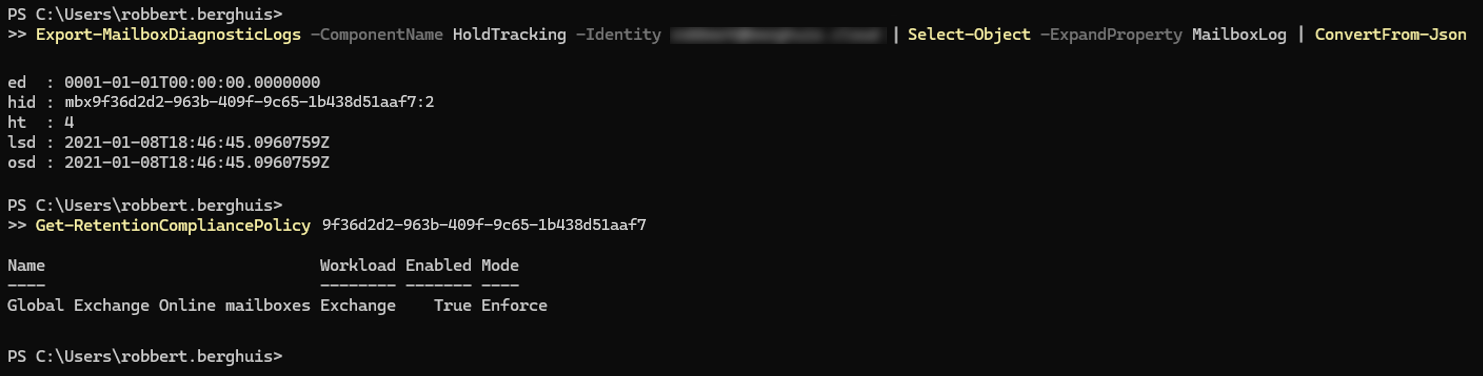 PS C:\Users\robbert.berghuis>
>> Export-MailboxDiagnosticLogs -ComponentName HoldTracking -Identity | Select-Object -ExpandProperty MailboxLog | ConvertFrom-Json
ed  : 0001-01-01T00:00:00.0000000
hid : mbx9f36d2d2-963b-409f-9c65-1b438d51aaf7:2
ht  : 4
lsd : 2021-01-08T18:46:45.0960759Z
osd : 2021-01-08T18:46:45.0960759Z
PS C:\Users\robbert.berghuis>
>> Get-RetentionCompliancePolicy 9f36d2d2-963b-409f-9c65-1b438d51aaf7
Name                             Workload Enabled Mode
----                             -------- ------- ----
Global Exchange Online mailboxes Exchange    True Enforce
PS C:\Users\robbert.berghuis>